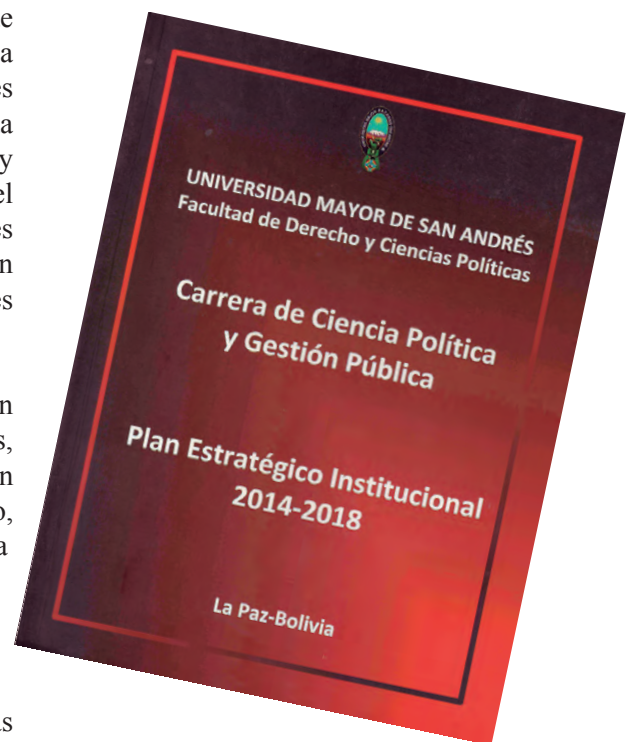 UNIVERSIDAD MAYOR DE SAN ANDRÉS
Facultad de Derecho y Ciencias Políticas
Carrera de Ciencia Política
y Gestión Pública
Plan Estratégico Institucional
2014-2018
La Paz-Bolivia